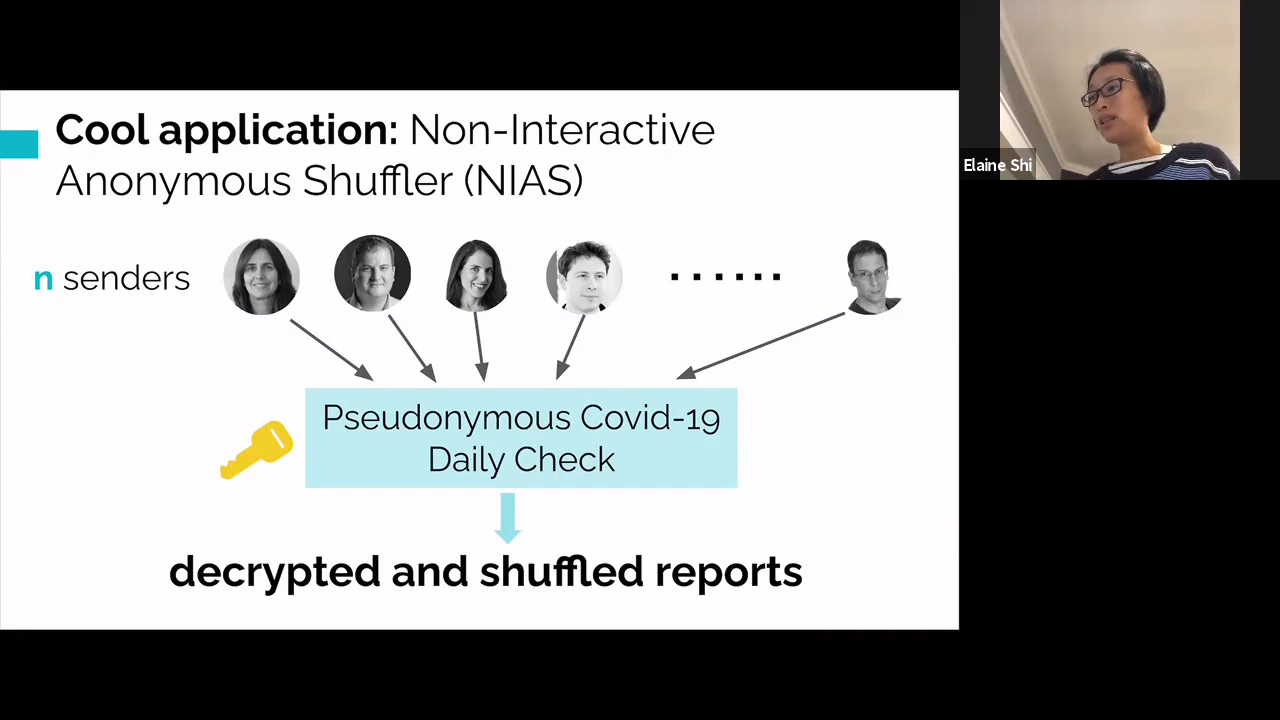 Cool application: Non-Interactive
Anonymous Shuffler (NIAS)
n senders
......
Pseudonymous Covid-19
Daily Check
decrypted and shuffled reports
Elaine Shi